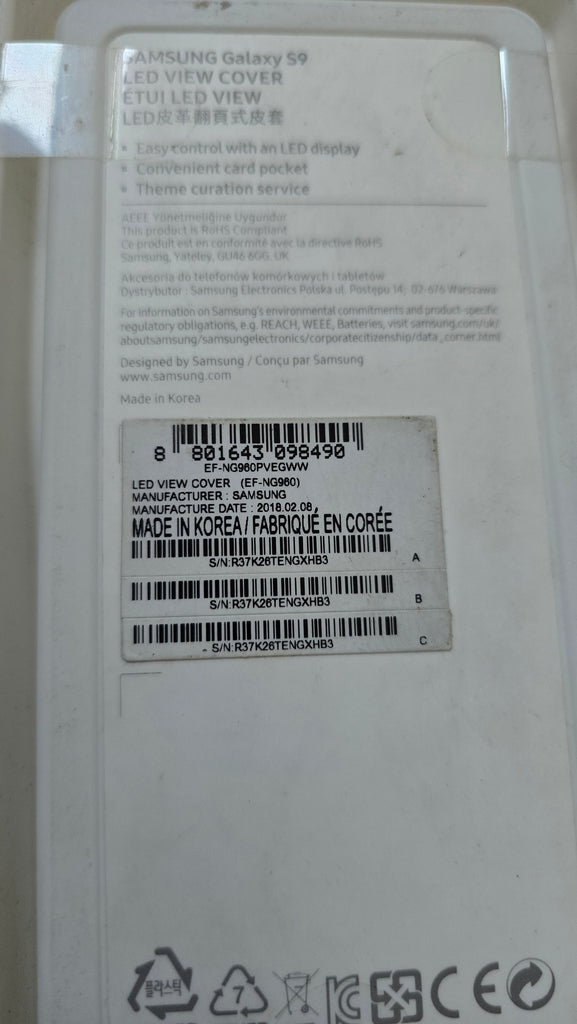 SAMSUNG Galaxy S9
LED VIEW COVER
ÉTUI LED VIEW
LED皮革翻頁式皮套
▪ Easy control with an LED display
▪ Convenient card pocket
▪ Theme curation service
AEEE Yönetmeliğine Uygundur
This product is RoHS Compliant
Ce produit est en conformité avec la directive RoHS
Samsung, Yateley, GU46 6GG. UK
Akcesoria do telefonów komórkowych i tabletów
Dystrybutor : Samsung Electronics Polska ul. Postępu 14; 02-676 Warszawa
For information on Samsung's environmental commitments and product-specific
regulatory obligations, e.g. REACH, WEEE, Batteries, visit samsung.com/uk/
aboutsamsung/samsungelectronics/corporatecitizenship/data_corner.html
Designed by Samsung / Conçu par Samsung
www.samsung.com
Made in Korea
8 801643 098490
EF-NG960PVEGWW
LED VIEW COVER (EF-NG960)
MANUFACTURER : SAMSUNG
MANUFACTURE DATE : 2018.02.08
MADE IN KOREA / FABRIQUÉ EN CORÉE
S/N:R37K26TENGXHB3 A
S/N:R37K26TENGXHB3 B
S/N:R37K26TENGXHB3 C
플라스틱 7 CE